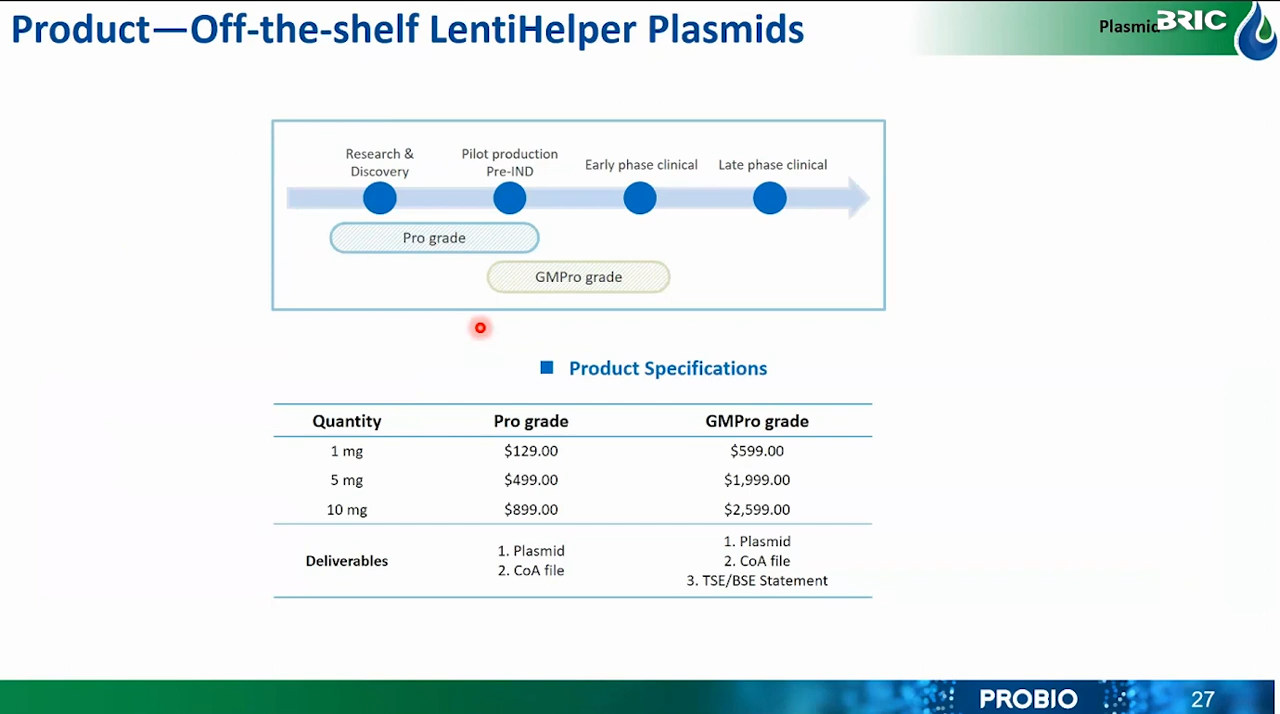 Product—Off-the-shelf LentiHelper Plasmids
Plasmid
BRIC
Research &
Discovery
Pilot production
Pre-IND
Early phase clinical
Late phase clinical
Pro grade
GMPro grade
Product Specifications
Quantity Pro grade GMPro grade
1 mg $129.00 $599.00
5 mg $499.00 $1,999.00
10 mg $899.00 $2,599.00
Deliverables
1. Plasmid
2. CoA file
1. Plasmid
2. CoA file
3. TSE/BSE Statement
PROBIO
27